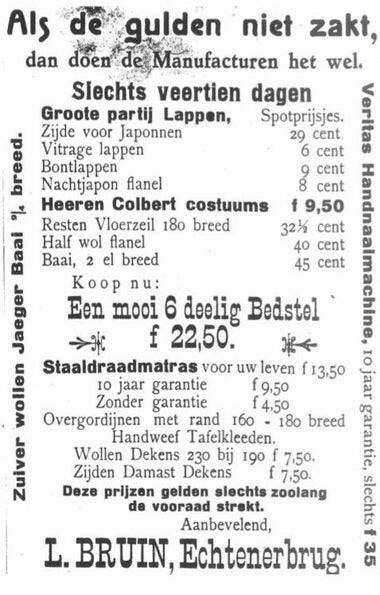 Als de gulden niet zakt,
dan doen de Manufacturen het wel.
Slechts veertien dagen
Groote partij Lappen, Spotprijsjes.
Zijde voor Japonnen 29 cent
Vitrage lappen 6 cent
Bontlappen 9 cent
Nachtjapon flanel 8 cent
Heeren Colbert costuums f 9,50
Resten Vloerzeil 180 breed 32½ cent
Half wol flanel 40 cent
Baai, 2 el breed 45 cent
Koop nu:
Een mooi 6 deelig Bedstel
f 22,50.
Staaldraadmatras voor uw leven f 13,50
10 jaar garantie f 9,50
Zonder garantie f 4,50
Overgordijnen met rand 160 - 180 breed
Handweef Tafelkleeden.
Wollen Dekens 230 bij 190 f 7,50.
Zijden Damast Dekens f 7,50.
Deze prijzen gelden slechts zoolang
de vooraad strekt.
Aanbevelend,
L. BRUIN, Echtenerbrug.
Zuiver wollen Jaeger Baai breed.
Veritas Handnaaimachine, 10 jaar garantie, slechts f 35